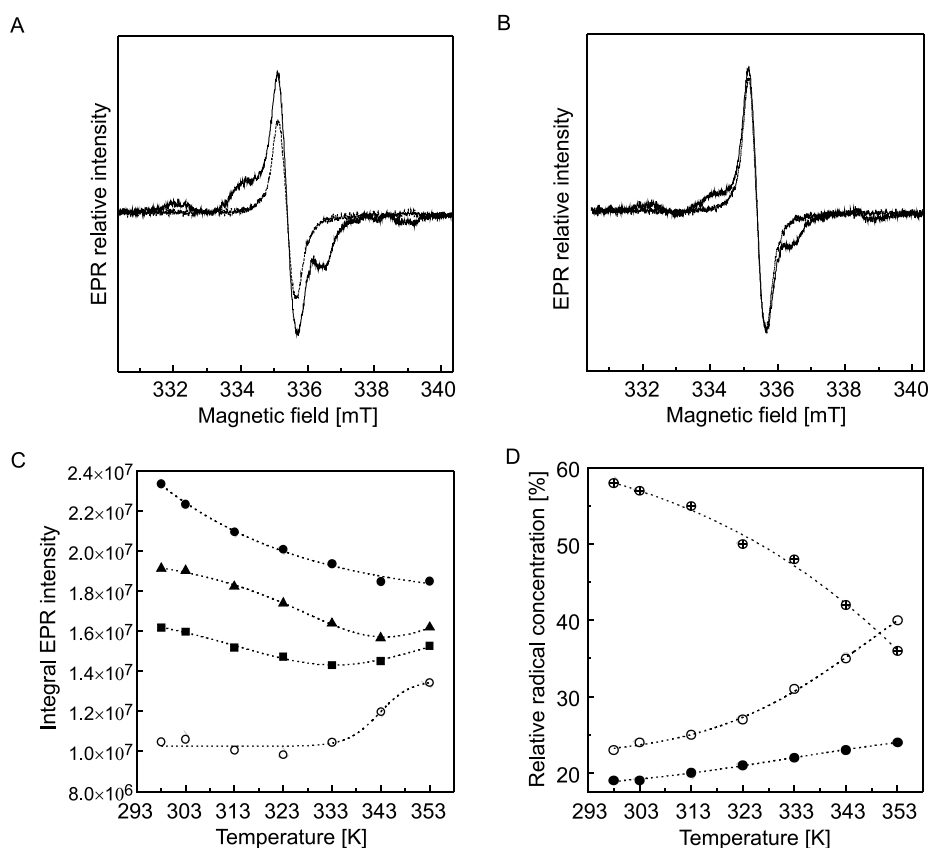 A
B
EPR relative intensity
EPR relative intensity
332 334 336 338 340
332 334 336 338 340
Magnetic field [mT]
Magnetic field [mT]
C
D
Integral EPR intensity
2.4×10⁷
2.2×10⁷
2.0×10⁷
1.8×10⁷
1.6×10⁷
1.4×10⁷
1.2×10⁷
1.0×10⁷
8.0×10⁶
293 303 313 323 333 343 353
Temperature [K]
Relative radical concentration [%]
60
50
40
30
20
293 303 313 323 333 343 353
Temperature [K]